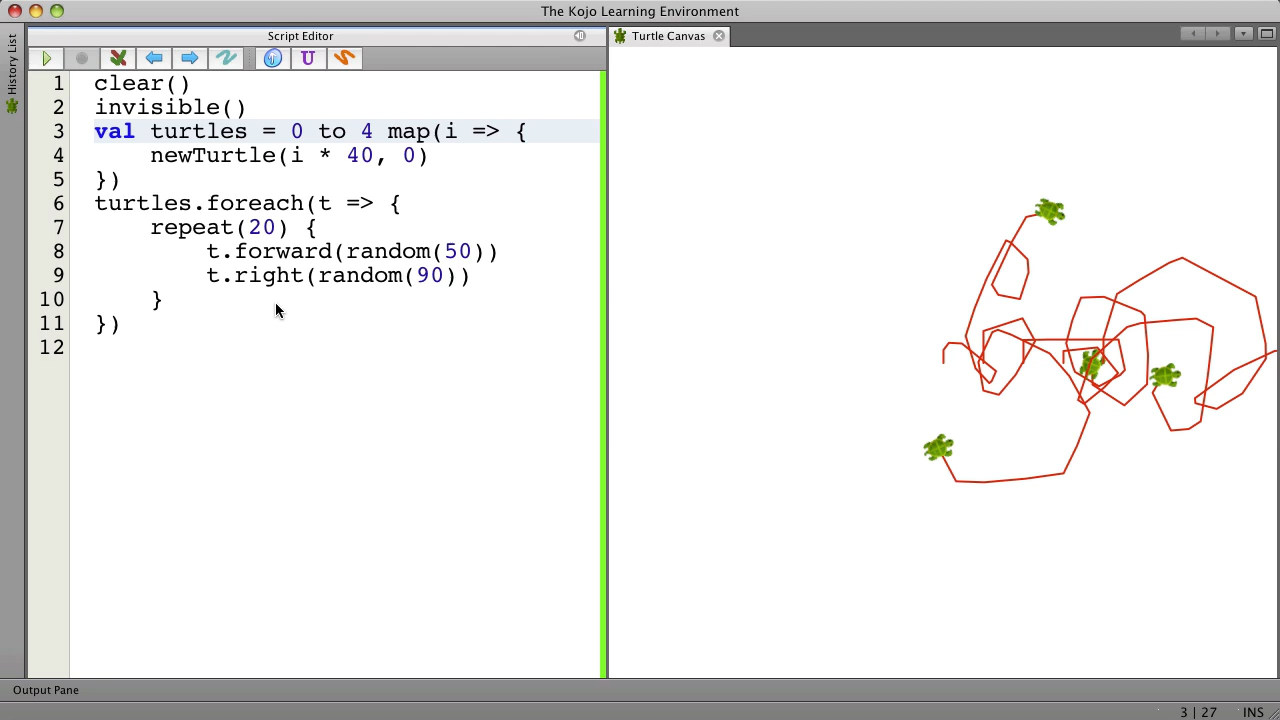 The Kojo Learning Environment
History List
Script Editor
Turtle Canvas
1 clear()
2 invisible()
3 val turtles = 0 to 4 map(i => {
4 newTurtle(i * 40, 0)
5 })
6 turtles.foreach(t => {
7 repeat(20) {
8 t.forward(random(50))
9 t.right(random(90))
10 }
11 })
12
Output Pane
3 | 27 INS